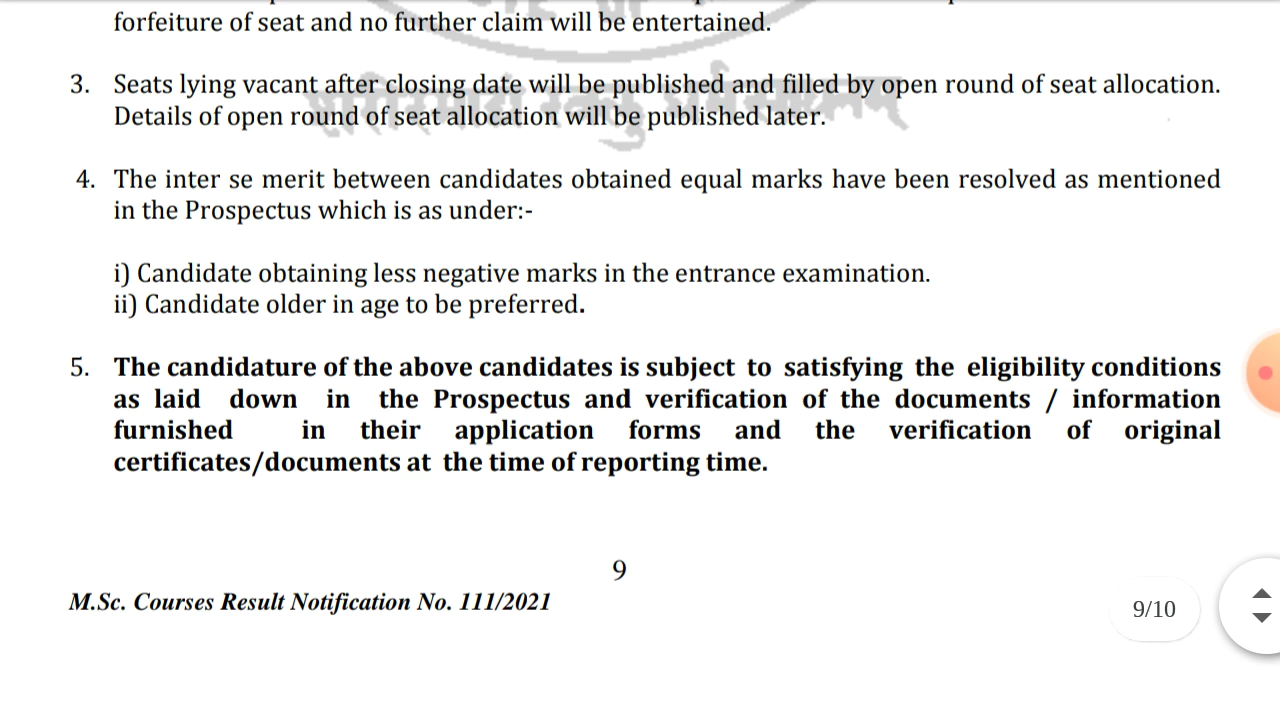 forfeiture of seat and no further claim will be entertained.
3. Seats lying vacant after closing date will be published and filled by open round of seat allocation.
Details of open round of seat allocation will be published later.
4. The inter se merit between candidates obtained equal marks have been resolved as mentioned
in the Prospectus which is as under:-
i) Candidate obtaining less negative marks in the entrance examination.
ii) Candidate older in age to be preferred.
5. The candidature of the above candidates is subject to satisfying the eligibility conditions
as laid down in the Prospectus and verification of the documents / information
furnished in their application forms and the verification of original
certificates/documents at the time of reporting time.
9
M.Sc. Courses Result Notification No. 111/2021
9/10